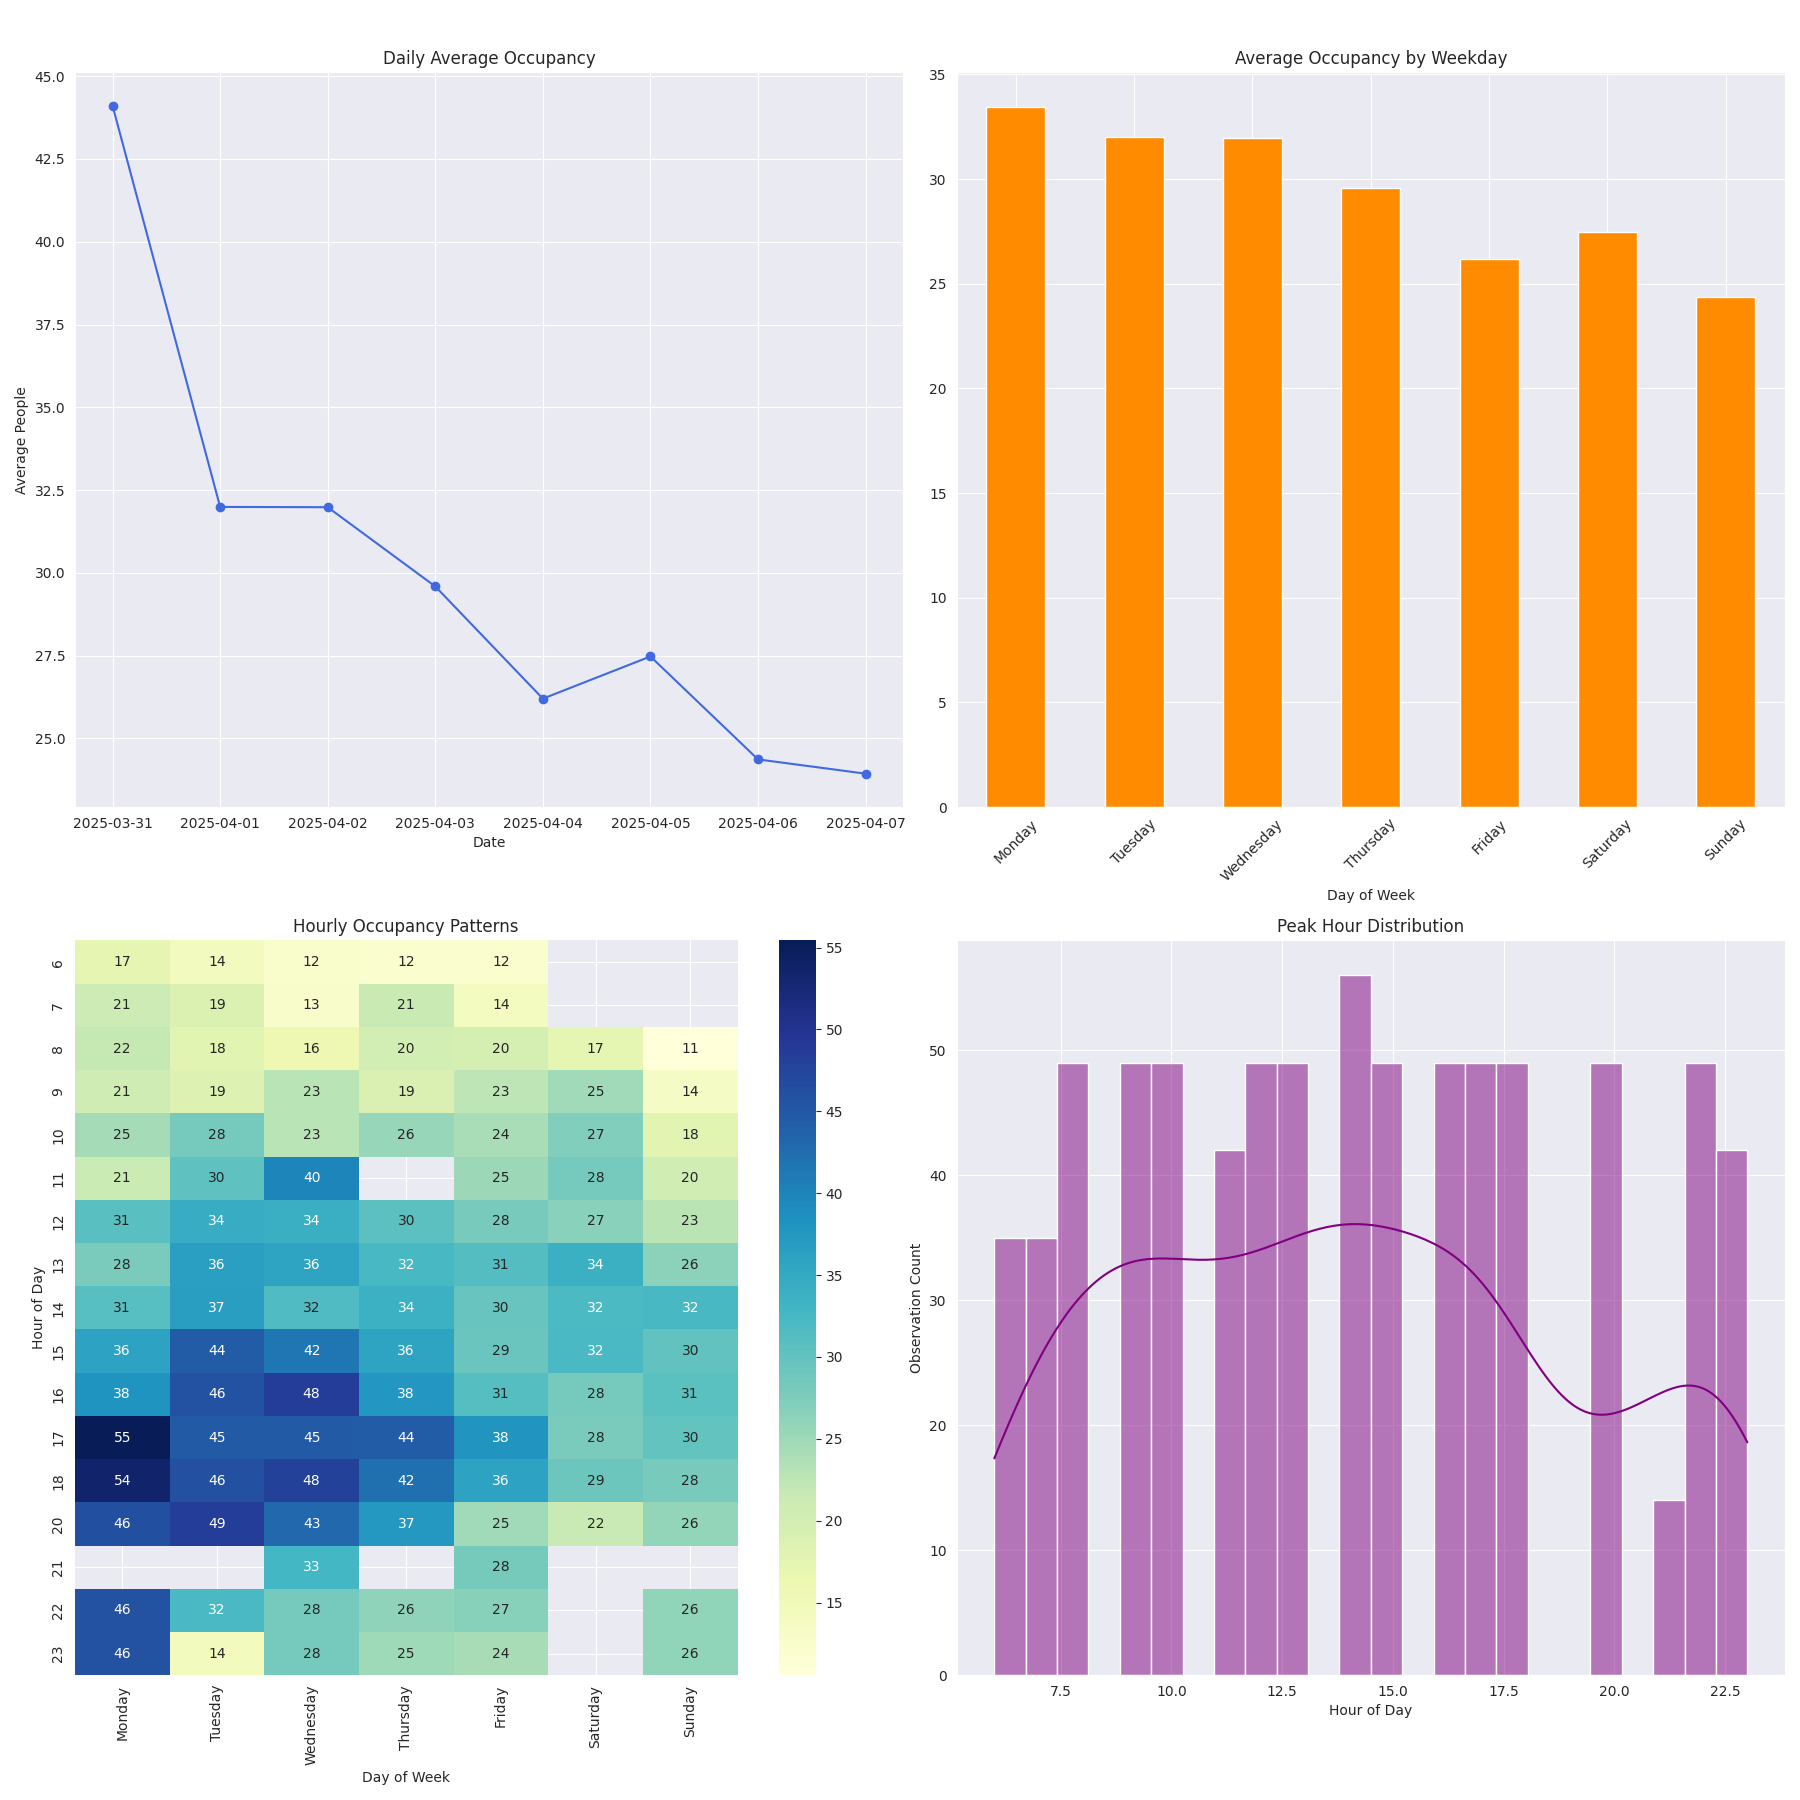 Daily Average Occupancy
45.0
42.5
40.0
37.5
35.0
32.5
30.0
27.5
25.0
Average People
2025-03-31 2025-04-01 2025-04-02 2025-04-03 2025-04-04 2025-04-05 2025-04-06 2025-04-07
Date
Average Occupancy by Weekday
35
30
25
20
15
10
5
0
Monday Tuesday Wednesday Thursday Friday Saturday Sunday
Day of Week
Hourly Occupancy Patterns
6 17 14 12 12 12
7 21 19 13 21 14
8 22 18 16 20 20 17 11
9 21 19 23 19 23 25 14
10 25 28 23 26 24 27 18
11 21 30 40 25 28 20
12 31 34 34 30 28 27 23
13 28 36 36 32 31 34 26
14 31 37 32 34 30 32 32
15 36 44 42 36 29 32 30
16 38 46 48 38 31 28 31
17 55 45 45 44 38 28 30
18 54 46 48 42 36 29 28
20 46 49 43 37 25 22 26
21 33 28
22 46 32 28 26 27 26
23 46 14 28 25 24 26
Hour of Day
Monday Tuesday Wednesday Thursday Friday Saturday Sunday
Day of Week
55
50
45
40
35
30
25
20
15
Peak Hour Distribution
50
40
30
20
10
0
Observation Count
7.5 10.0 12.5 15.0 17.5 20.0 22.5
Hour of Day